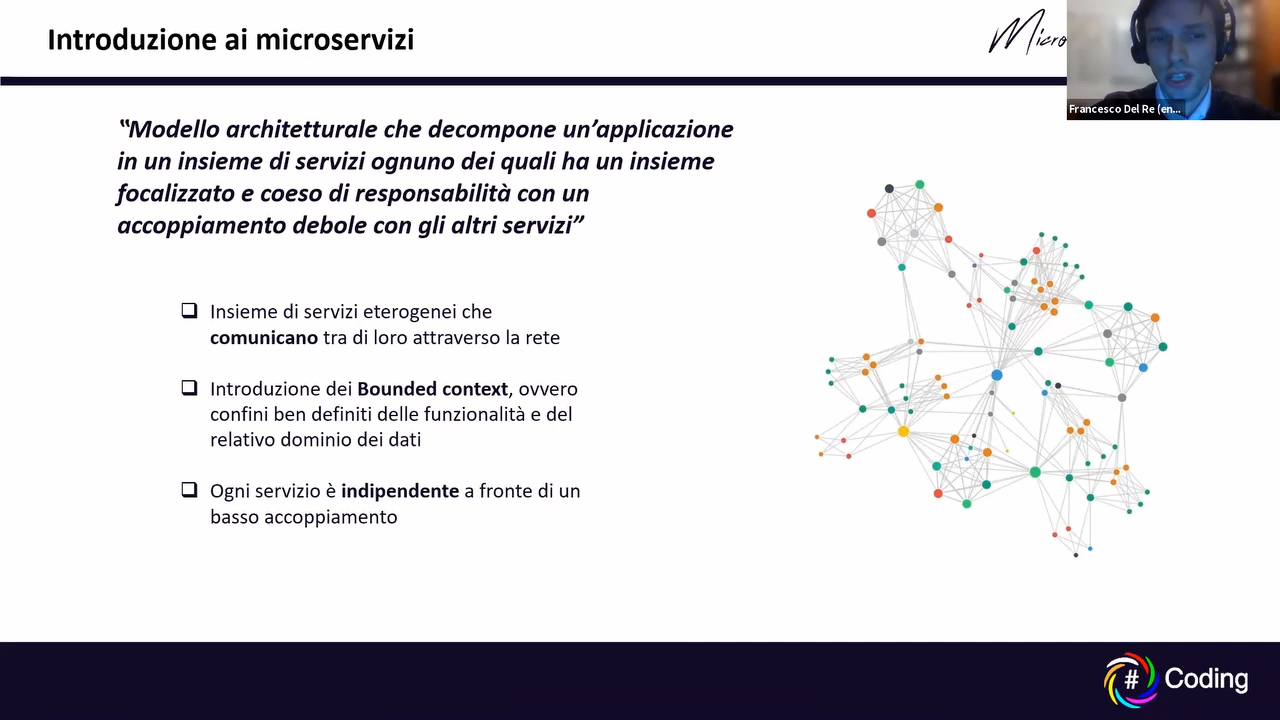 Introduzione ai microservizi
Micro
Francesco Del Re (en...
"Modello architetturale che decompone un’applicazione
in un insieme di servizi ognuno dei quali ha un insieme
focalizzato e coeso di responsabilità con un
accoppiamento debole con gli altri servizi”
Insieme di servizi eterogenei che
comunicano tra di loro attraverso la rete
Introduzione dei Bounded context, ovvero
confini ben definiti delle funzionalità e del
relativo dominio dei dati
Ogni servizio è indipendente a fronte di un
basso accoppiamento
# Coding